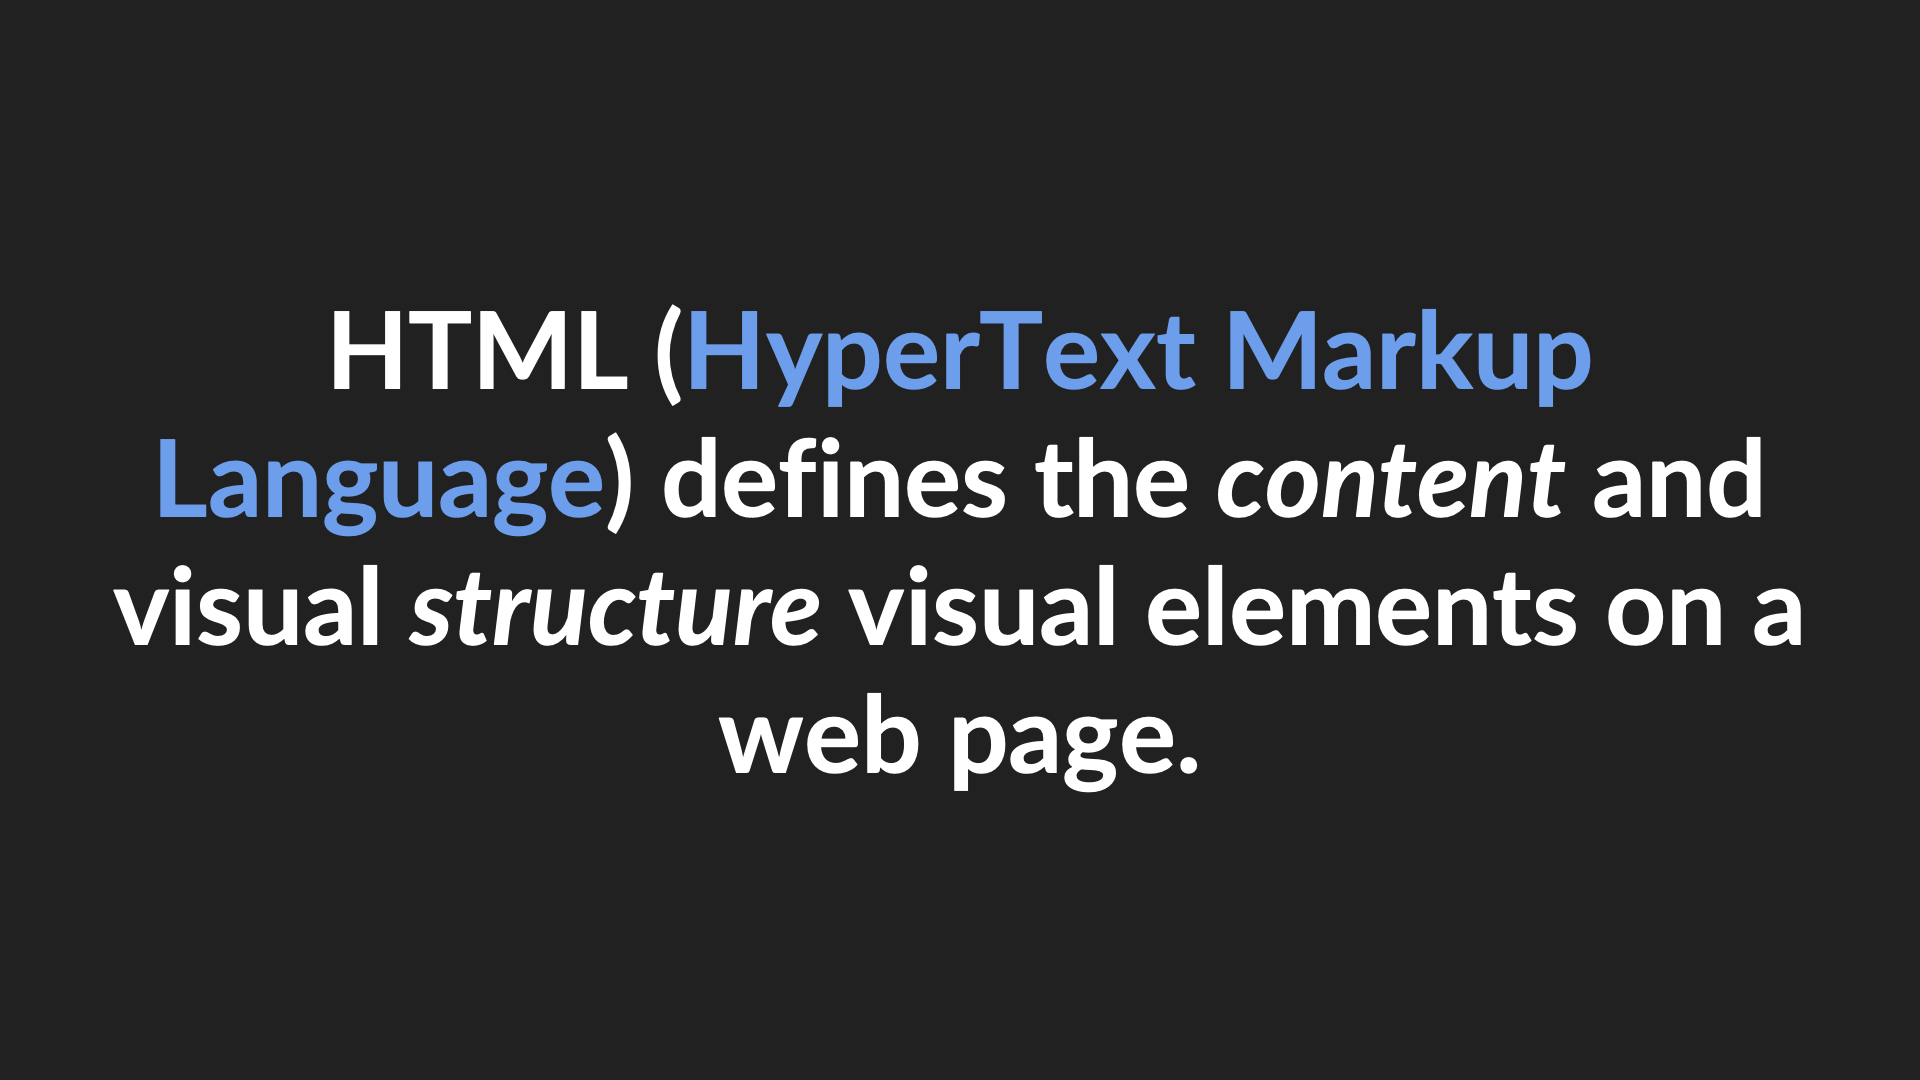 HTML (HyperText Markup
Language) defines the content and
visual structure visual elements on a
web page.